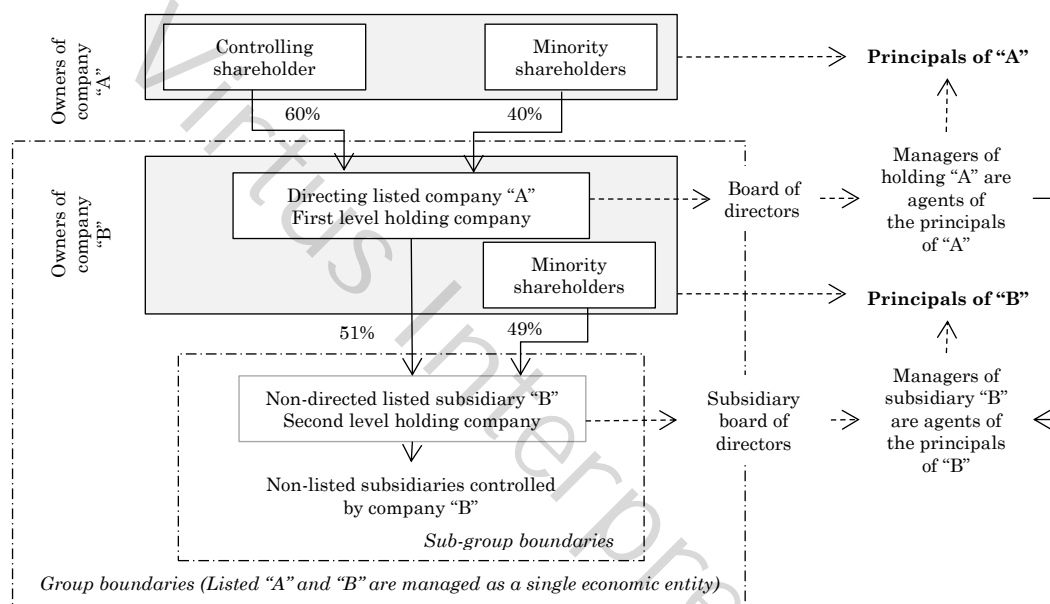 Owners of
company
“A”
Controlling
shareholder
Minority
shareholders
Principals of “A”
60%
40%
Owners of
company
“B”
Directing listed company “A”
First level holding company
Board of
directors
Managers of
holding “A” are
agents of
the principals
of “A”
Minority
shareholders
Principals of “B”
51%
49%
Non-directed listed subsidiary “B”
Second level holding company
Subsidiary
board of
directors
Managers of
subsidiary “B”
are agents of
the principals
of “B”
Non-listed subsidiaries controlled
by company “B”
Sub-group boundaries
Group boundaries (Listed “A” and “B” are managed as a single economic entity)
Virtus Interpre